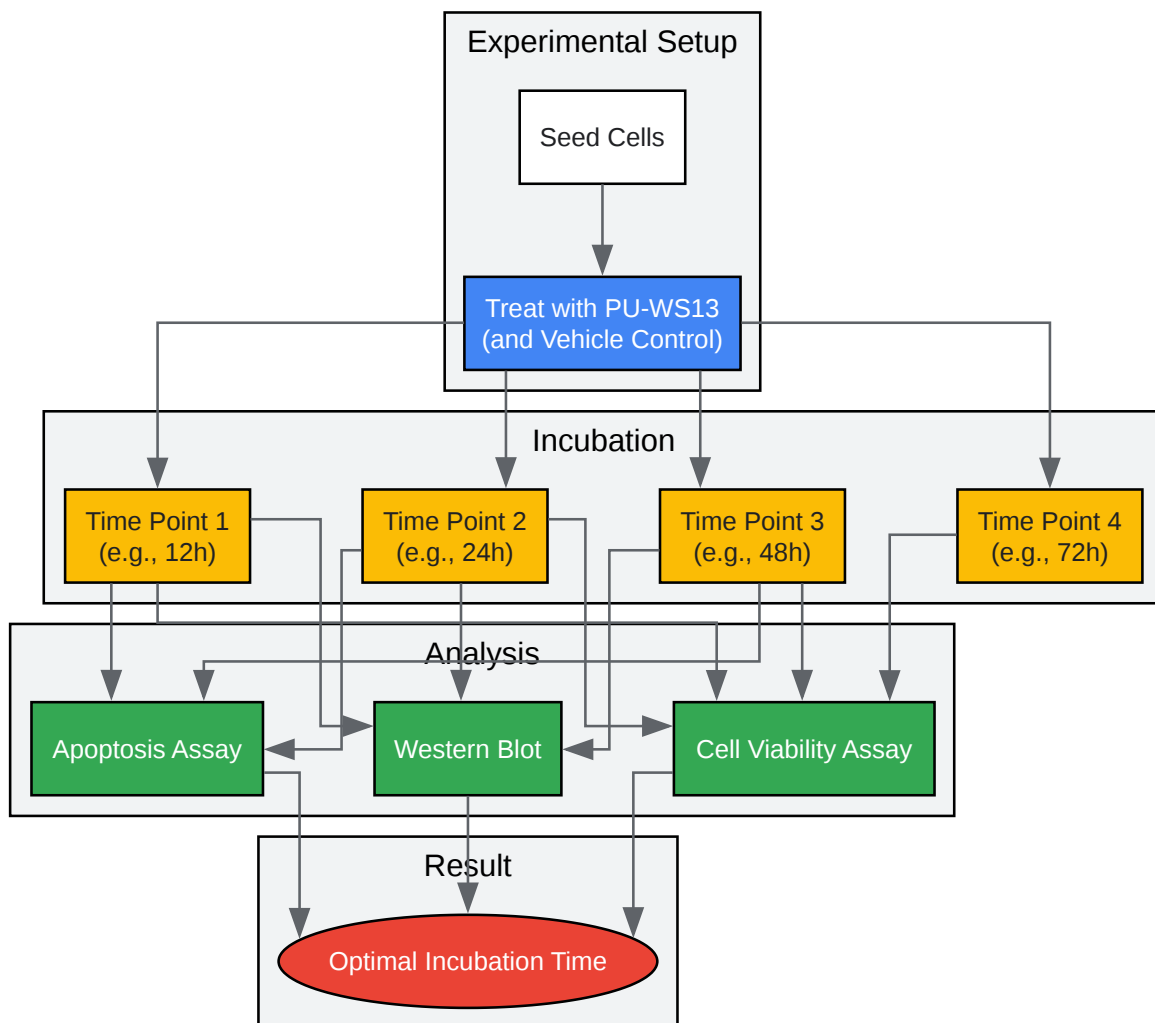 Experimental Setup
Seed Cells
Treat with PU-WS13
(and Vehicle Control)
Incubation
Time Point 1
(e.g., 12h)
Time Point 2
(e.g., 24h)
Time Point 3
(e.g., 48h)
Time Point 4
(e.g., 72h)
Analysis
Apoptosis Assay
Western Blot
Cell Viability Assay
Result
Optimal Incubation Time